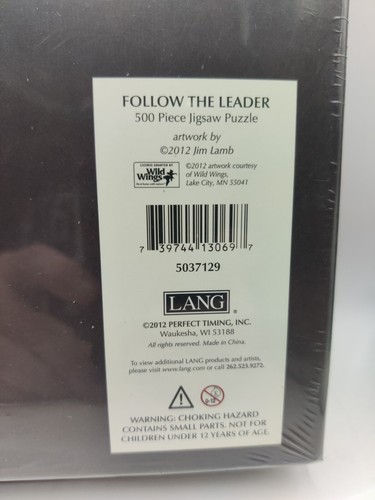 FOLLOW THE LEADER
500 Piece Jigsaw Puzzle
artwork by
©2012 Jim Lamb
Wild Wings
©2012 artwork courtesy
of Wild Wings,
Lake City, MN 55041
7 39744 13069 7
5037129
LANG®
©2012 PERFECT TIMING, INC.
Waukesha, WI 53188
All rights reserved. Made in China.
To view additional LANG products and artists,
please visit www.lang.com or call 262.523.9272.
WARNING: CHOKING HAZARD
CONTAINS SMALL PARTS. NOT FOR
CHILDREN UNDER 12 YEARS OF AGE.